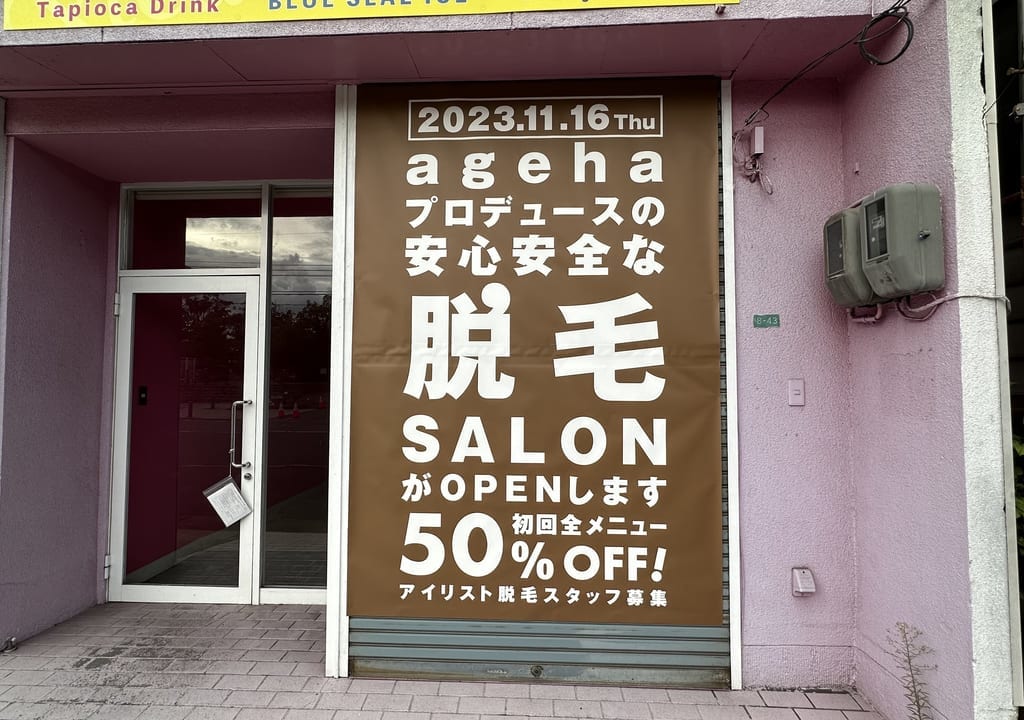 Tapioca Drink
BLUE SEAL ICE
2023.11.16 Thu
ageha
プロデュースの
安心安全な
脱毛
SALON
がOPENします
初回全メニュー
50%OFF!
アイリスト脱毛スタッフ募集
8-43